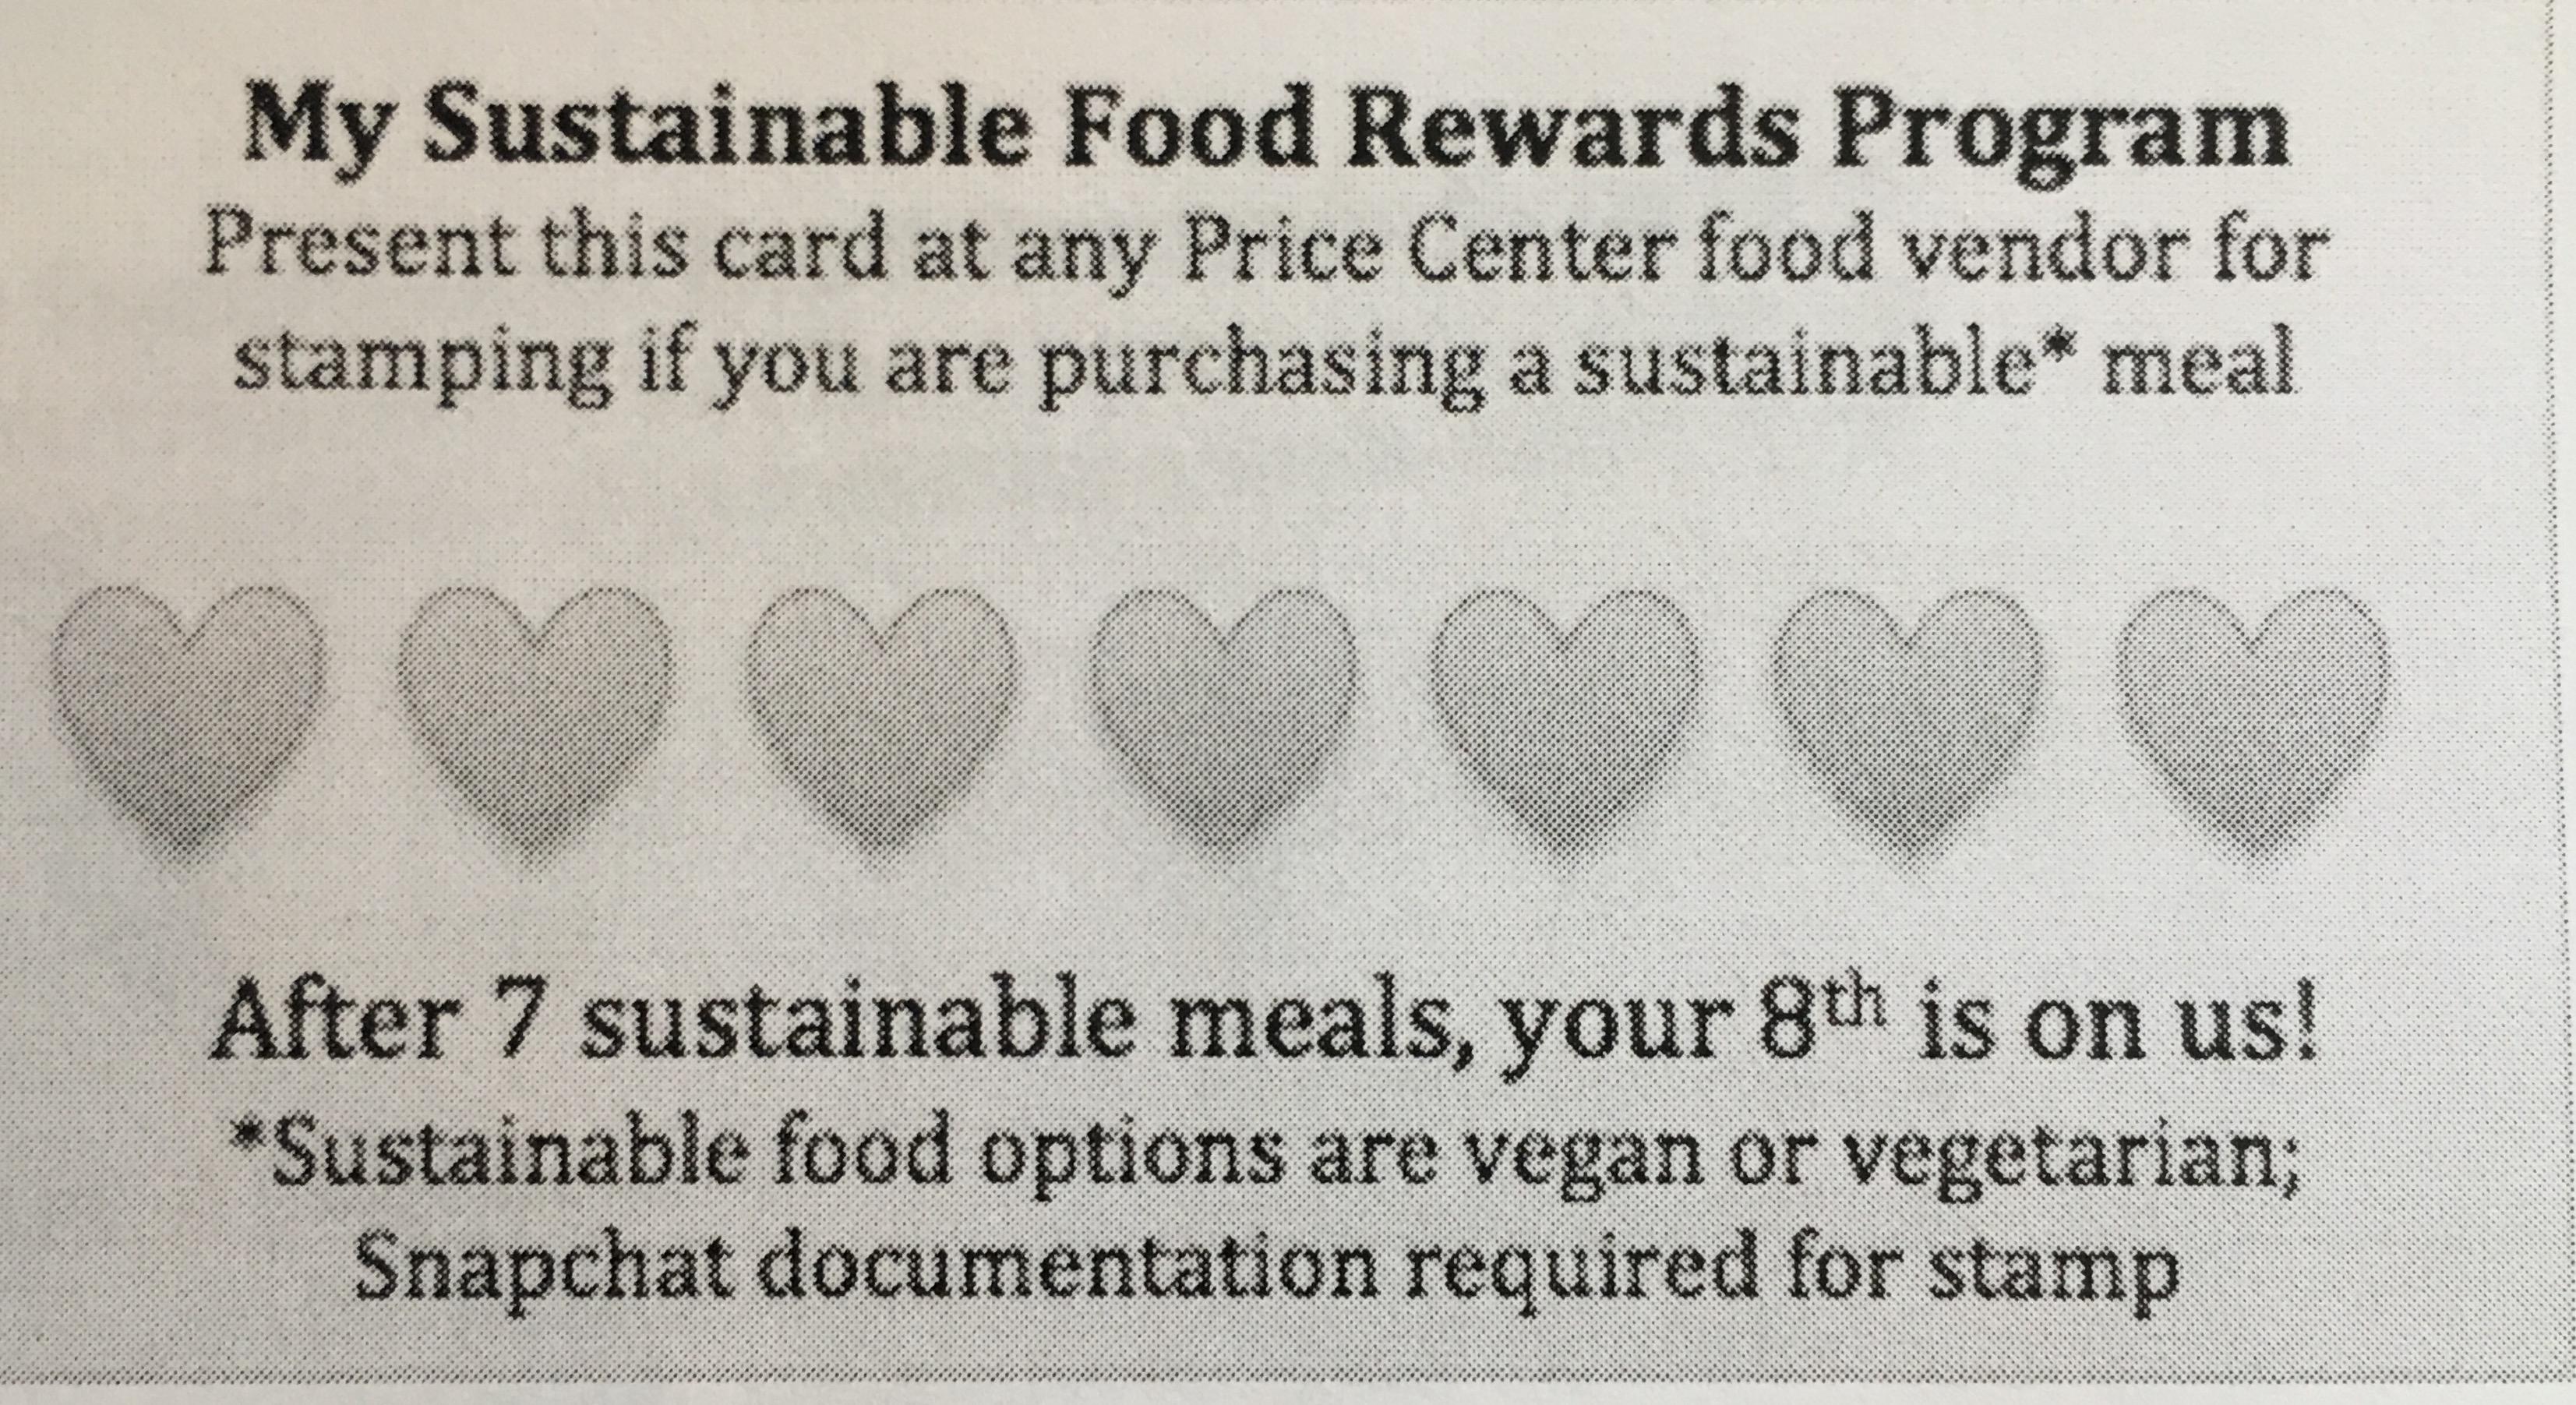 My Sustainable Food Rewards Program
Present this card at any Price Center food vendor for
stamping if you are purchasing a sustainable* meal
After 7 sustainable meals, your 8th is on us!
*Sustainable food options are vegan or vegetarian;
Snapchat documentation required for stamp